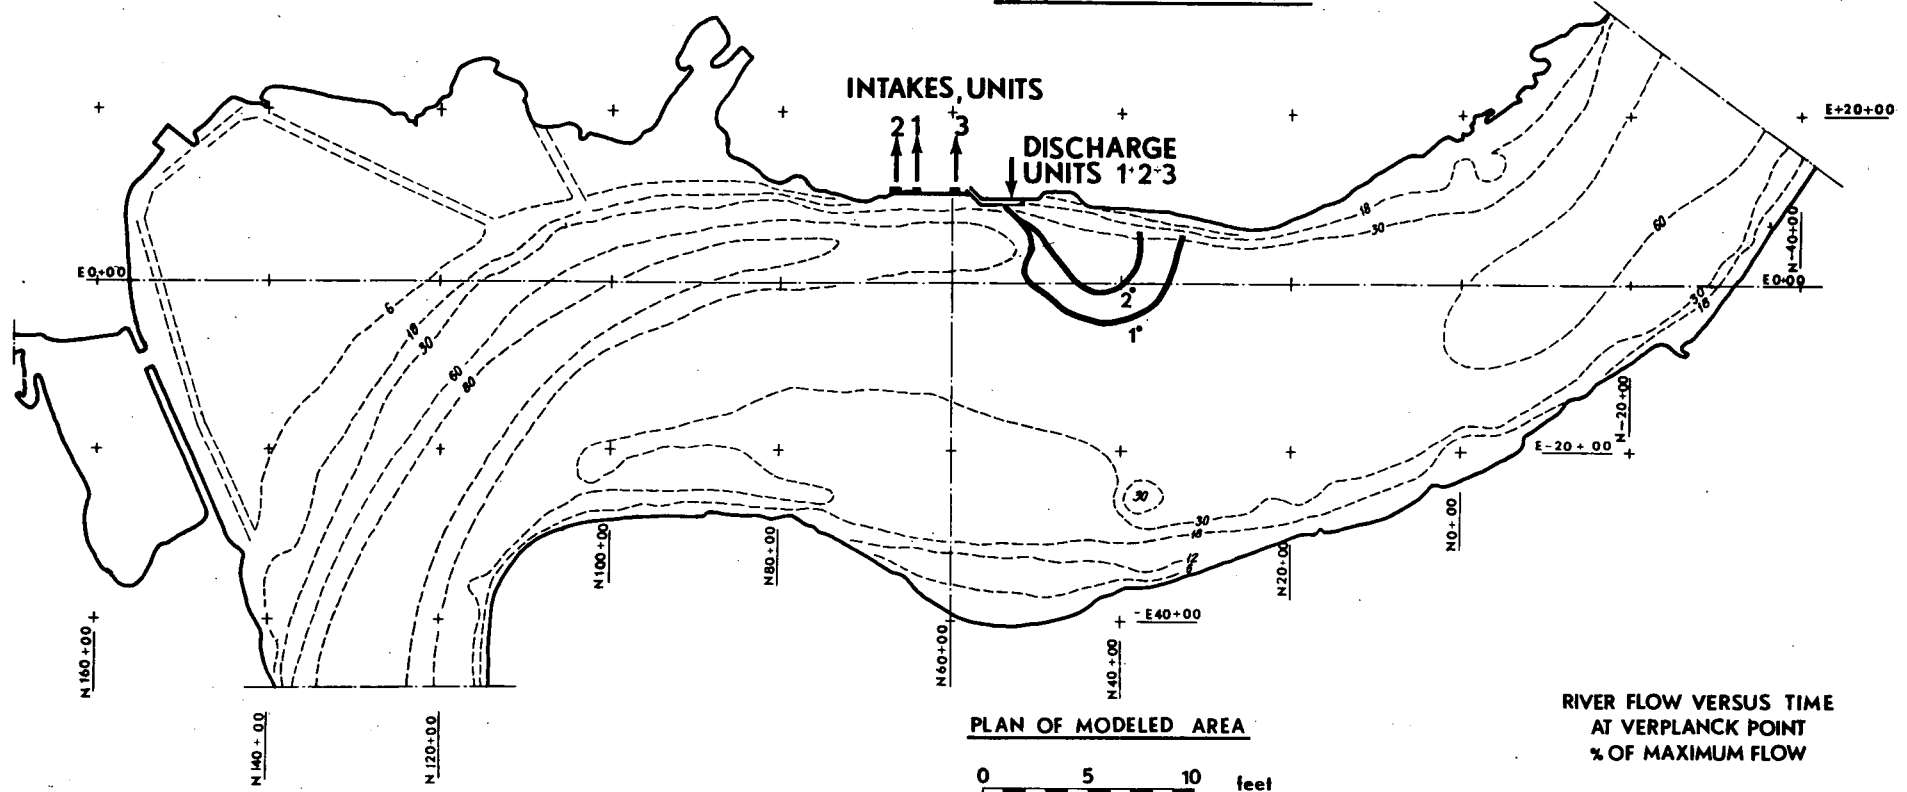 INTAKES, UNITS
2 1 3
DISCHARGE
UNITS 1+2+3
E+20+00
18
30
60
N-40+00
E0+00
E0+00
6
18
30
60
80
2°
1°
30
18
N-20+00
E-20+00
30
30
18
12
6
N0+00
N20+00
N100+00
N80+00
E40+00
N160+00
N60+00
N40+00
N140+00
N120+00
PLAN OF MODELED AREA
0 5 10 feet
RIVER FLOW VERSUS TIME
AT VERPLANCK POINT
% OF MAXIMUM FLOW